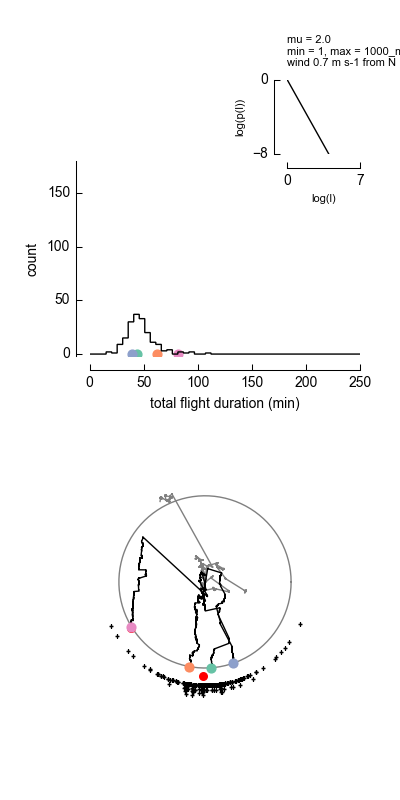 mu = 2.0
min = 1, max = 1000_m
wind 0.7 m s-1 from N
0
log(p(l))
−8
0 7
log(l)
150
100
count
50
0
0 50 100 150 200 250
total flight duration (min)